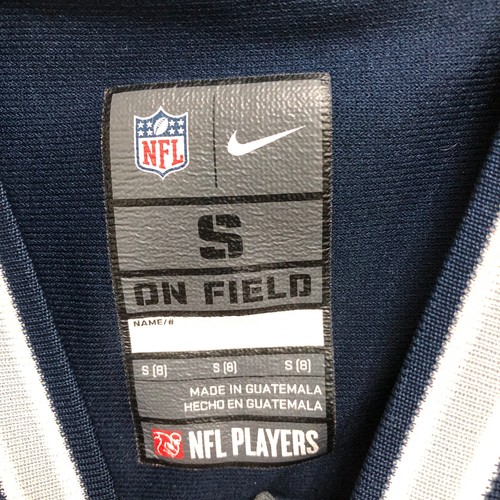 NFL
S
ON FIELD
NAME/#
S (8) S (8) S (8)
MADE IN GUATEMALA
HECHO EN GUATEMALA
NFL PLAYERS